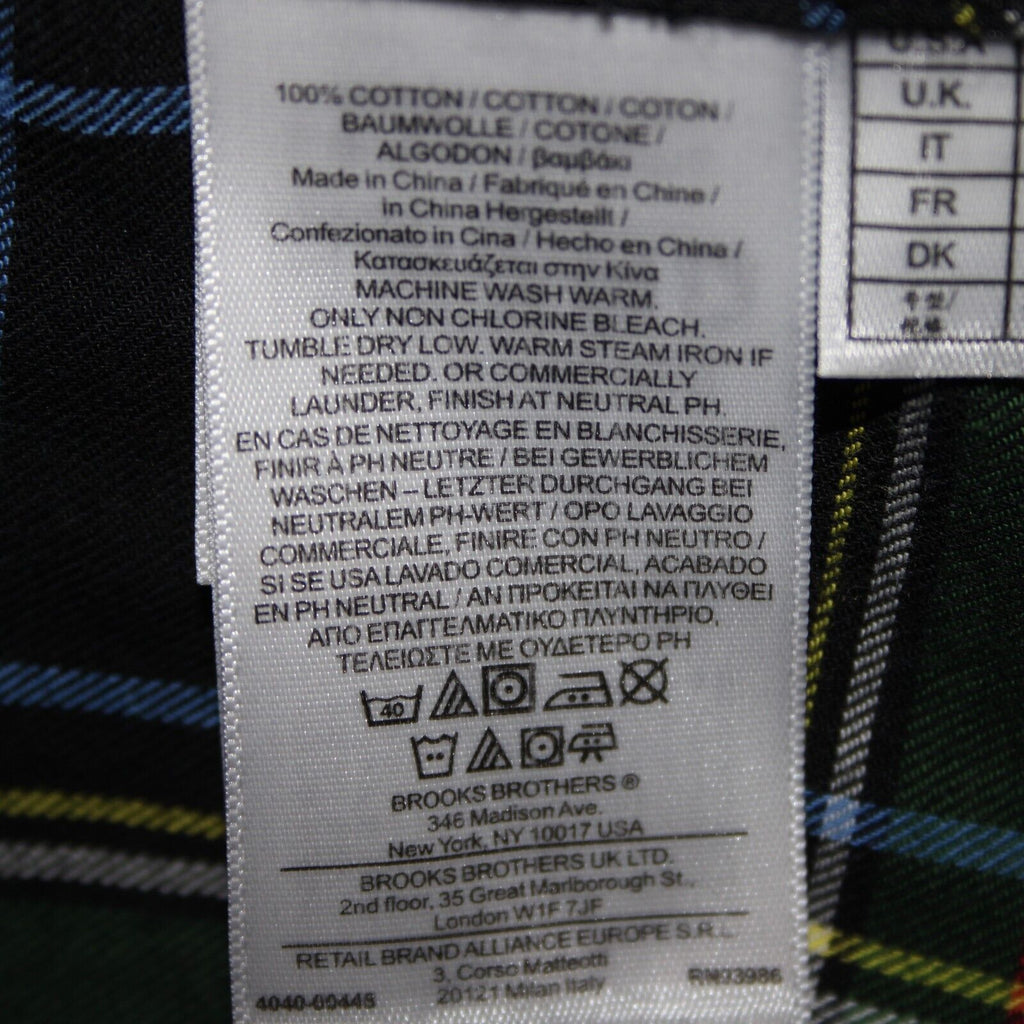 100% COTTON / COTTON / COTON /
BAUMWOLLE / COTONE /
ALGODON / βαμβάκι
Made in China / Fabriqué en Chine /
in China Hergestellt /
Confezionato in Cina / Hecho en China /
Κατασκευάζεται στην Κίνα
MACHINE WASH WARM.
ONLY NON CHLORINE BLEACH.
TUMBLE DRY LOW. WARM STEAM IRON IF
NEEDED. OR COMMERCIALLY
LAUNDER, FINISH AT NEUTRAL PH.
EN CAS DE NETTOYAGE EN BLANCHISSERIE,
FINIR À PH NEUTRE / BEI GEWERBLICHEM
WASCHEN – LETZTER DURCHGANG BEI
NEUTRALEM PH-WERT / OPO LAVAGGIO
COMMERCIALE, FINIRE CON PH NEUTRO /
SI SE USA LAVADO COMERCIAL, ACABADO
EN PH NEUTRAL / ΑΝ ΠΡΟΚΕΙΤΑΙ ΝΑ ΠΛΥΘΕΙ
ΑΠΟ ΕΠΑΓΓΕΛΜΑΤΙΚΟ ΠΛΥΝΤΗΡΙΟ,
ΤΕΛΕΙΩΣΤΕ ΜΕ ΟΥΔΕΤΕΡΟ PH
40
BROOKS BROTHERS ®
346 Madison Ave.
New York, NY 10017 USA
BROOKS BROTHERS UK LTD.
2nd floor, 35 Great Marlborough St.,
London W1F 7JF
RETAIL BRAND ALLIANCE EUROPE S.R.L.
3, Corso Matteotti
20121 Milan Italy
4040-00445
RN93986
U.S.A
U.K.
IT
FR
DK